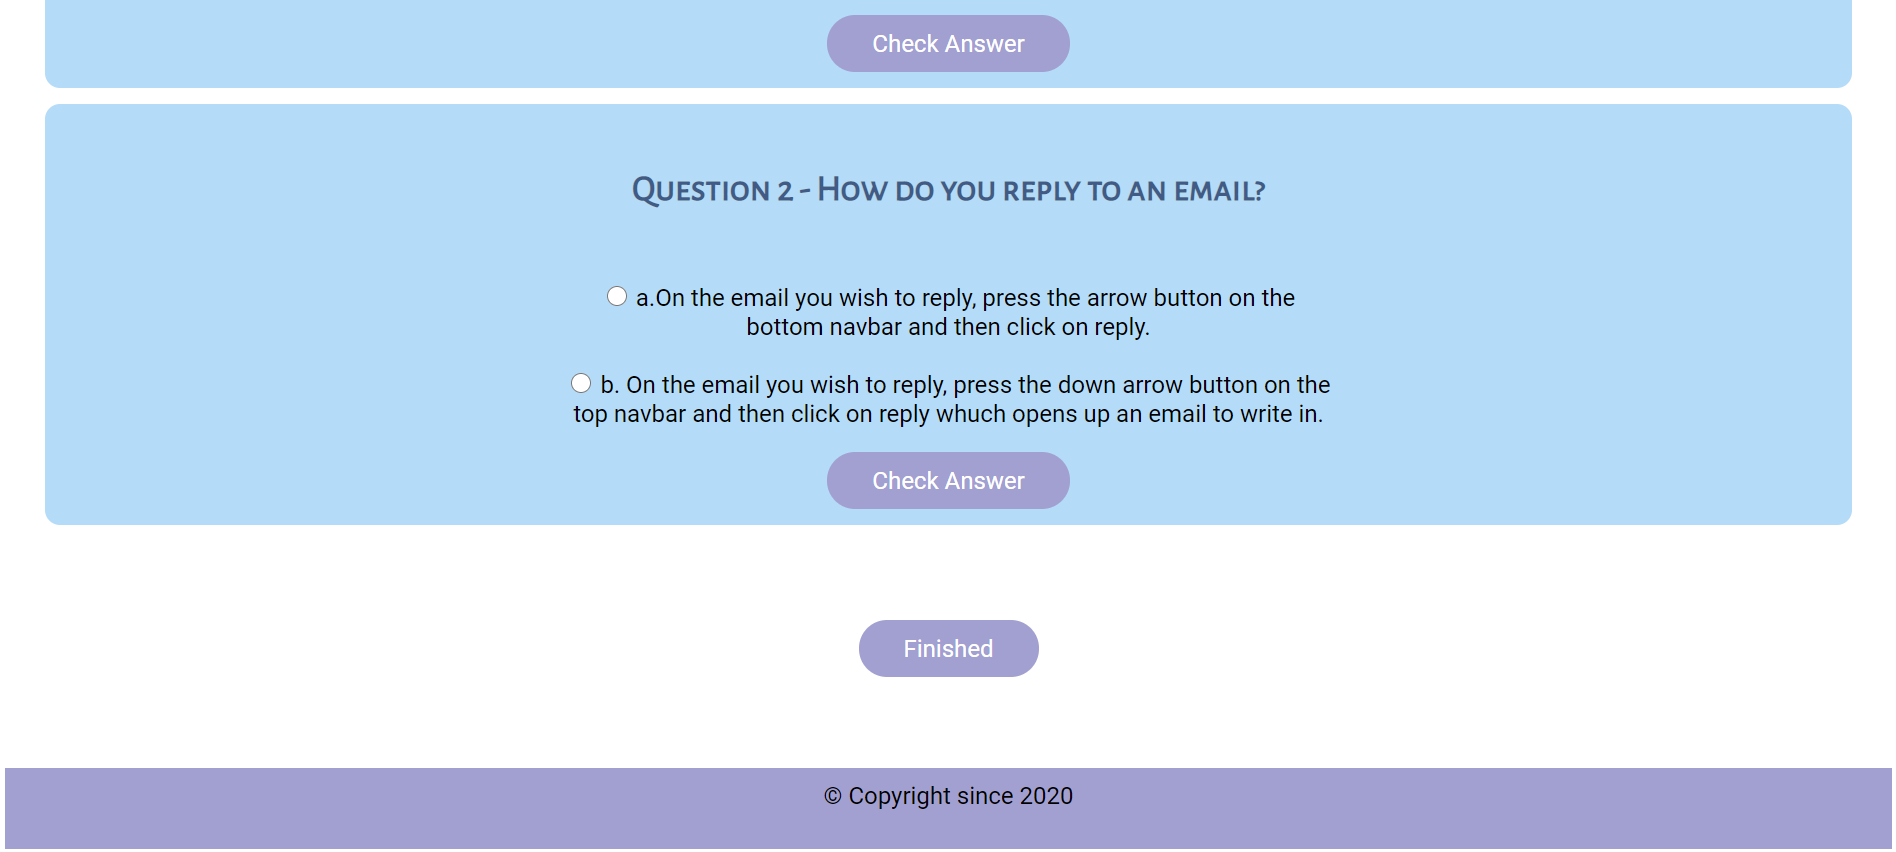 Check Answer
Question 2 - How do you reply to an email?
a.On the email you wish to reply, press the arrow button on the
bottom navbar and then click on reply.
b. On the email you wish to reply, press the down arrow button on the
top navbar and then click on reply whuch opens up an email to write in.
Check Answer
Finished
© Copyright since 2020